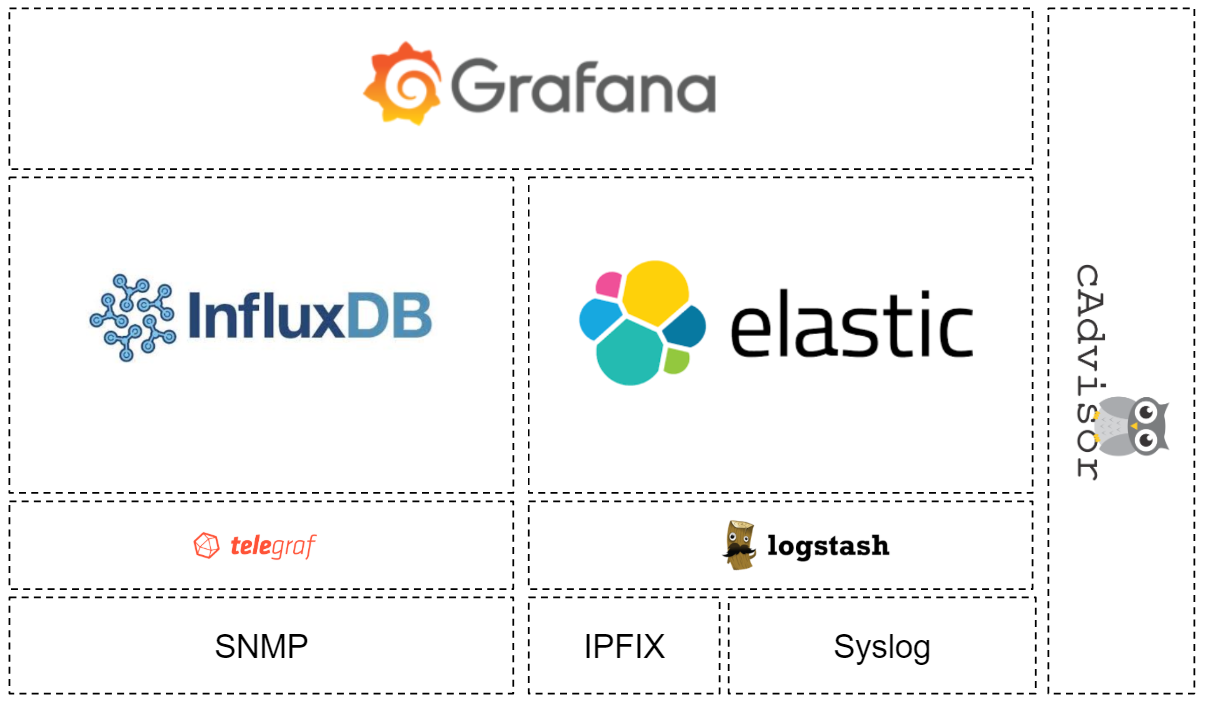 Grafana
InfluxDB
elastic
cAdvisor
telegraf
logstash
SNMP
IPFIX
Syslog